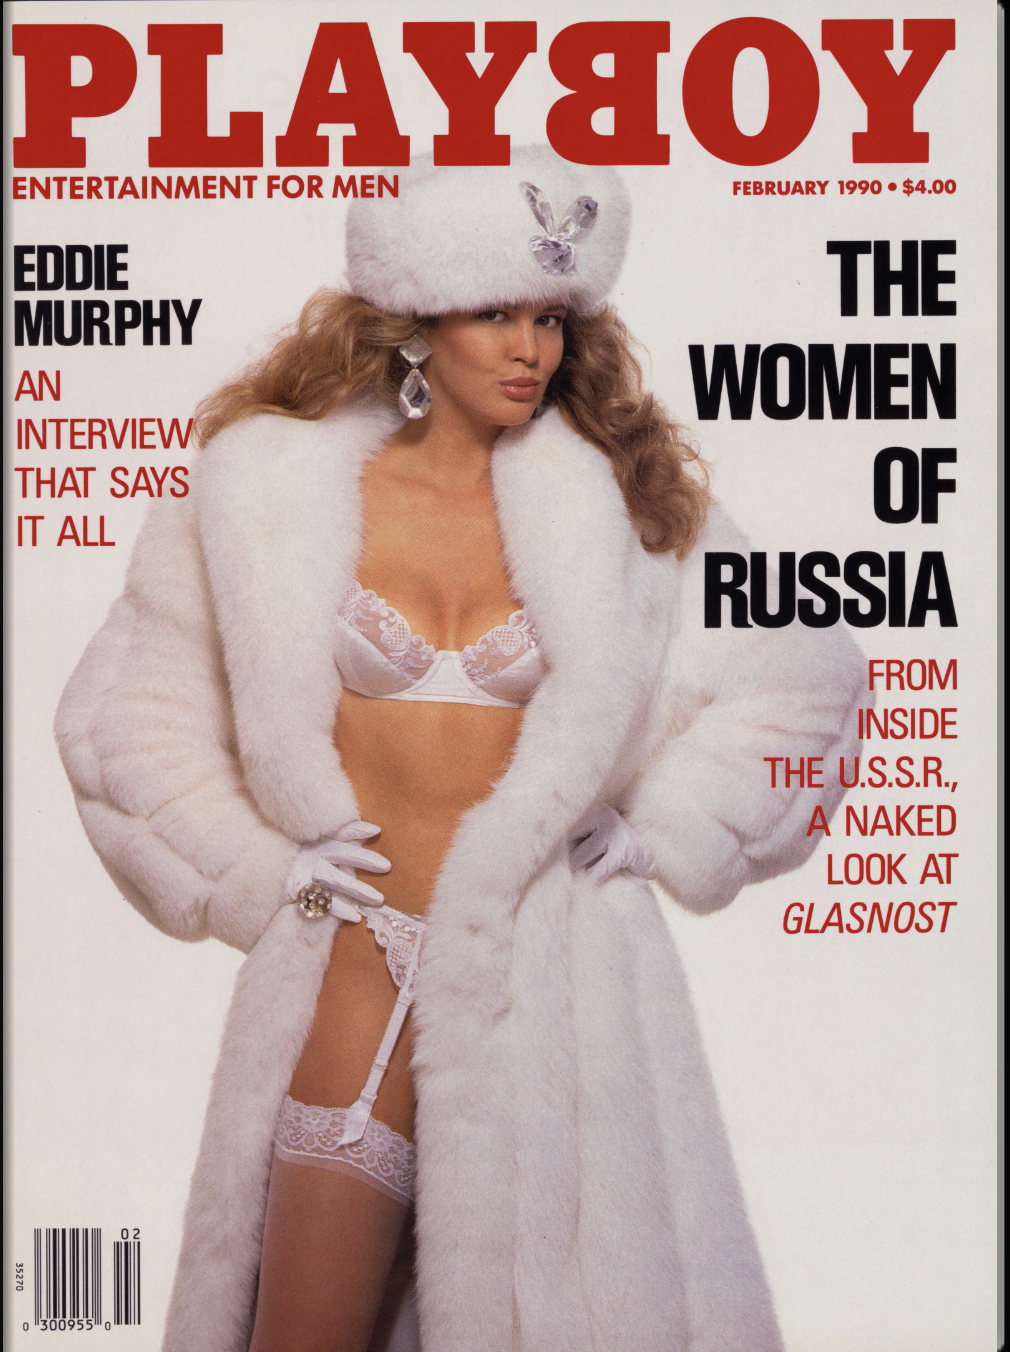 PLAYBOY
ENTERTAINMENT FOR MEN
FEBRUARY 1990 • $4.00
EDDIE
MURPHY
AN
INTERVIEW
THAT SAYS
IT ALL
THE
WOMEN
OF
RUSSIA
FROM
INSIDE
THE U.S.S.R.,
A NAKED
LOOK AT
GLASNOST
02
35270
0 300955 0